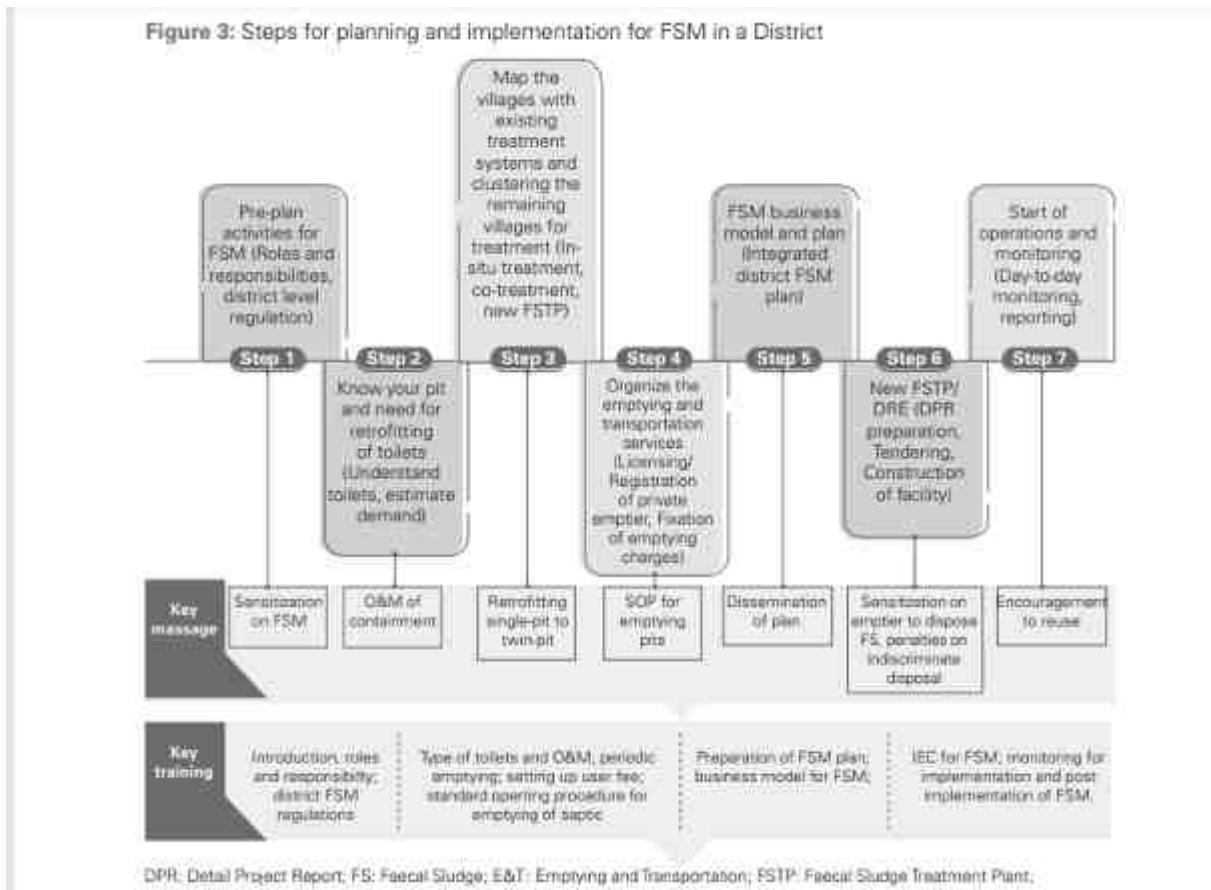 Figure 3: Steps for planning and implementation for FSM in a District
Pre-plan
activities for
FSM (Roles and
responsibilities,
district level
regulation)
Step 1
Know your pit
and need for
retrofitting
of toilets
(Understand
toilets, estimate
demand)
Step 2
Map the
villages with
existing
treatment
systems and
clustering the
remaining
villages for
treatment (In-
situ treatment,
co-treatment,
new FSTP)
Step 3
Step 4
Organize the
emptying and
transportation
services
(Licensing/
Registration
of private
emptier, Fixation
of emptying
charges)
FSM business
model and plan
(Integrated
district FSM
plan)
Step 5
Step 6
New FSTP/
DRE (DPR
preparation,
Tendering,
Construction
of facility)
Start of
operations and
monitoring
(Day-to-day
monitoring,
reporting)
Step 7
Key
massage
Sensitization
on FSM
O&M of
containment
Retrofitting
single-pit to
twin-pit
SOP for
emptying
pits
Dissemination
of plan
Sensitization on
emptier to dispose
FS, penalties on
indiscriminate
disposal
Encouragement
to reuse
Key
training
Introduction, roles
and responsibilty;
district FSM
regulations
Type of toilets and O&M; periodic
emptying; setting up user fee;
standard operting procedure for
emptying of saptic
Preparation of FSM plan;
business model for FSM;
IEC for FSM; monitoring for
implementation and post
implementation of FSM.
DPR: Detail Project Report; FS: Faecal Sludge; E&T: Emptying and Transportation; FSTP: Faecal Sludge Treatment Plant;